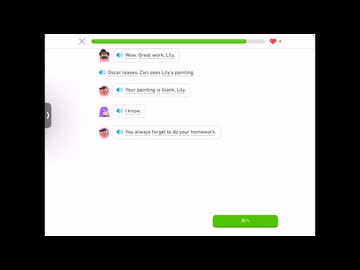 4
Wow. Great work, Lily.
Oscar leaves. Zari sees Lily's painting.
Your painting is blank, Lily.
I know.
You always forget to do your homework.
次へ